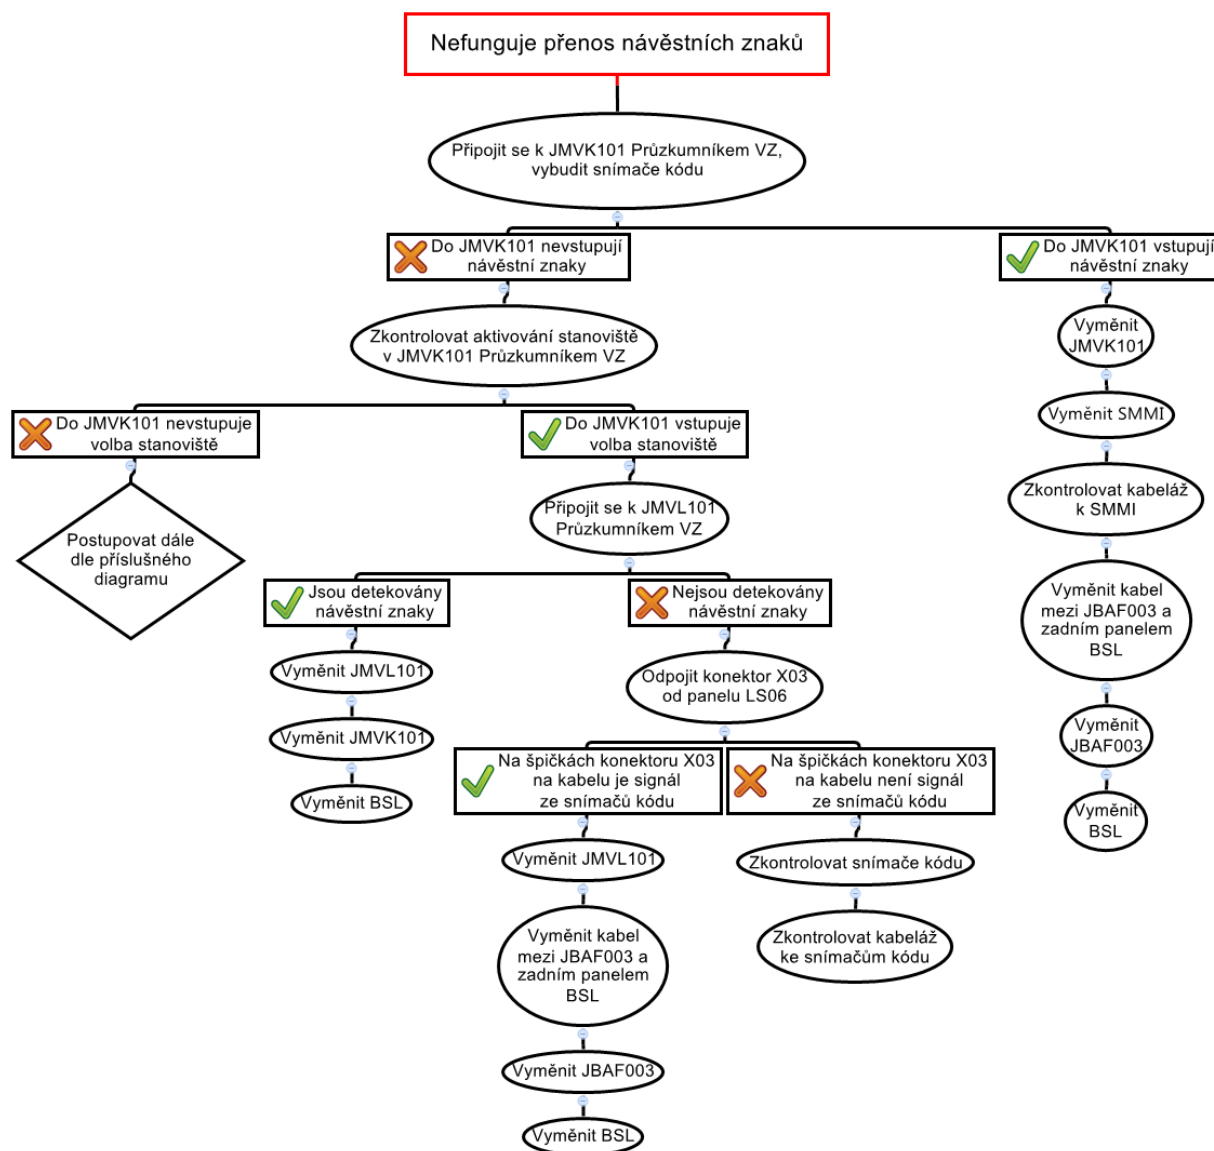 Nefunguje přenos návěstních znaků
Připojit se k JMVK101 Průzkumníkem VZ,
vybudit snímače kódu
Do JMVK101 nevstupují
návěstní znaky
Do JMVK101 vstupují
návěstní znaky
Zkontrolovat aktivování stanoviště
v JMVK101 Průzkumníkem VZ
Vyměnit
JMVK101
Do JMVK101 nevstupuje
volba stanoviště
Do JMVK101 vstupuje
volba stanoviště
Vyměnit SMMI
Postupovat dále
dle příslušného
diagramu
Připojit se k JMVL101
Průzkumníkem VZ
Zkontrolovat kabeláž
k SMMI
Jsou detekovány
návěstní znaky
Nejsou detekovány
návěstní znaky
Vyměnit kabel
mezi JBAF003 a
zadním panelem
BSL
Vyměnit JMVL101
Odpojit konektor X03
od panelu LS06
Vyměnit JMVK101
Vyměnit
JBAF003
Na špičkách konektoru X03
na kabelu je signál
ze snímačů kódu
Na špičkách konektoru X03
na kabelu není signál
ze snímačů kódu
Vyměnit BSL
Vyměnit
BSL
Vyměnit JMVL101
Zkontrolovat snímače kódu
Vyměnit kabel
mezi JBAF003 a
zadním panelem
BSL
Zkontrolovat kabeláž
ke snímačům kódu
Vyměnit JBAF003
Vyměnit BSL